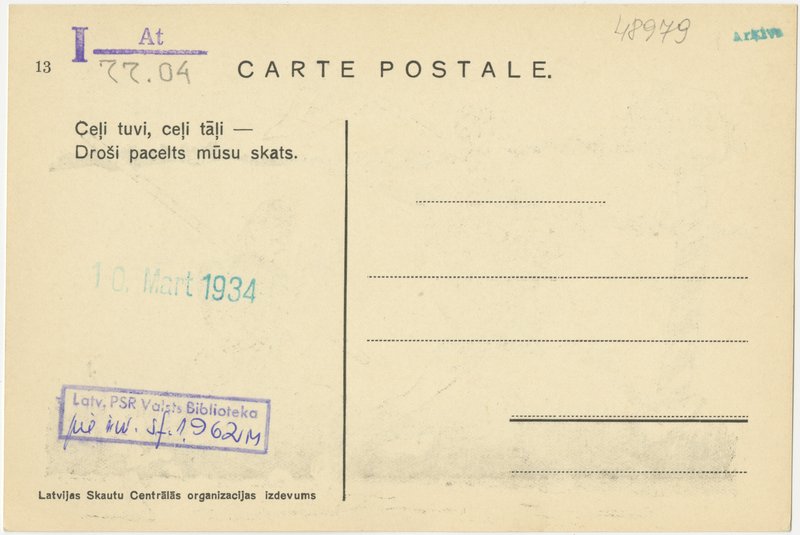 I At
48979
Arķīvs
13
77.04
CARTE POSTALE.
Ceļi tuvi, ceļi tāļi —
Droši pacelts mūsu skats.
10. Mart 1934
Latv. PSR Valsts Biblioteka
pie inv. sf. 1962 M
Latvijas Skautu Centrālās organizacijas izdevums